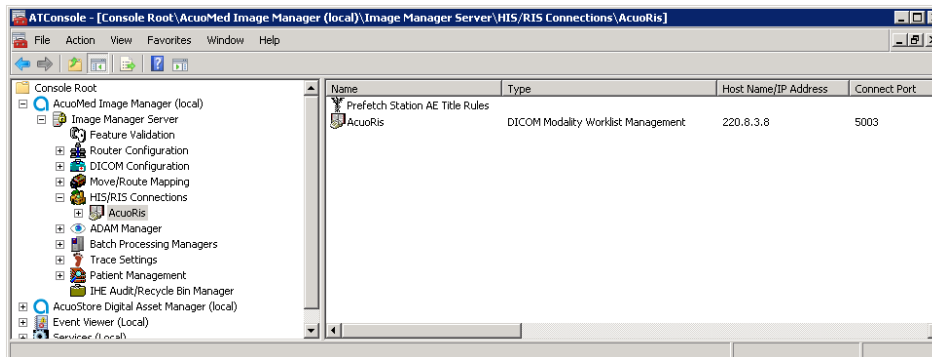 ATConsole - [Console Root\AcuoMed Image Manager (local)\Image Manager Server\HIS/RIS Connections\AcuoRis]
File Action View Favorites Window Help
Console Root
AcuoMed Image Manager (local)
Image Manager Server
Feature Validation
Router Configuration
DICOM Configuration
Move/Route Mapping
HIS/RIS Connections
AcuoRis
ADAM Manager
Batch Processing Managers
Trace Settings
Patient Management
IHE Audit/Recycle Bin Manager
AcuoStore Digital Asset Manager (local)
Event Viewer (Local)
Services (Local)
Name Type Host Name/IP Address Connect Port
Prefetch Station AE Title Rules
AcuoRis DICOM Modality Worklist Management 220.8.3.8 5003